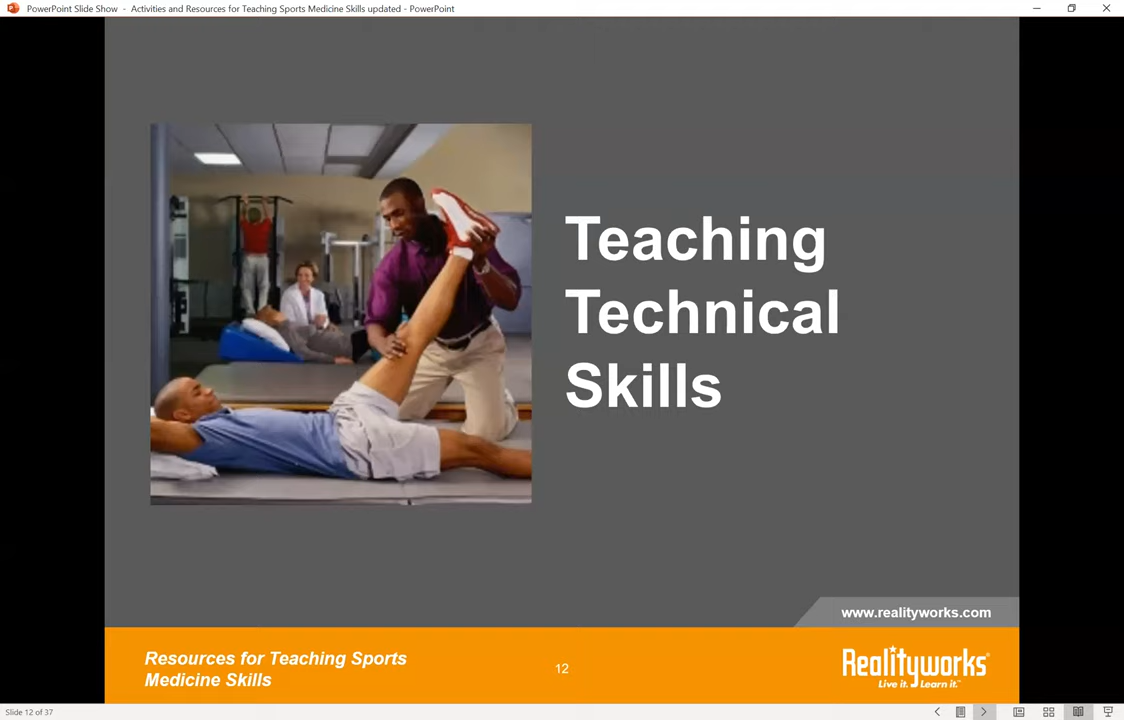 PowerPoint Slide Show - Activities and Resources for Teaching Sports Medicine Skills updated - PowerPoint
Teaching
Technical
Skills
www.realityworks.com
Resources for Teaching Sports
Medicine Skills
12
Realityworks
Live it. Learn it.™
Slide 12 of 37